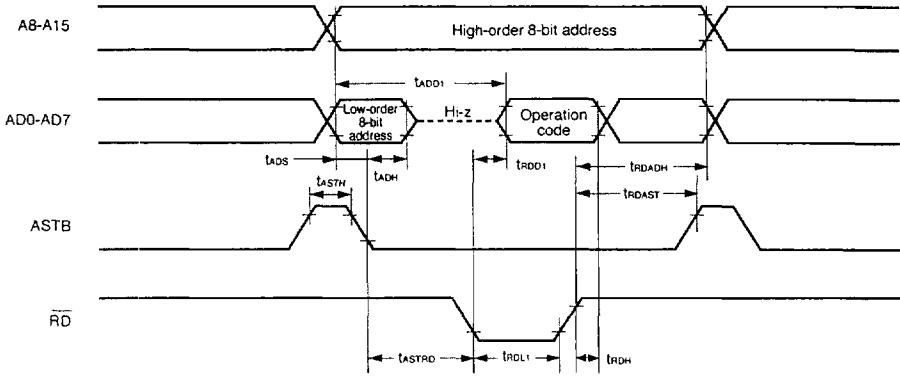 A8-A15
High-order 8-bit address
tADD1
AD0-AD7
Low-order
8-bit
address
Hi-z
Operation
code
tADS
tADH
tRDD1
tRDADH
tASTH
tRDAST
ASTB
RD
tASTRD
tRDL1
tRDH